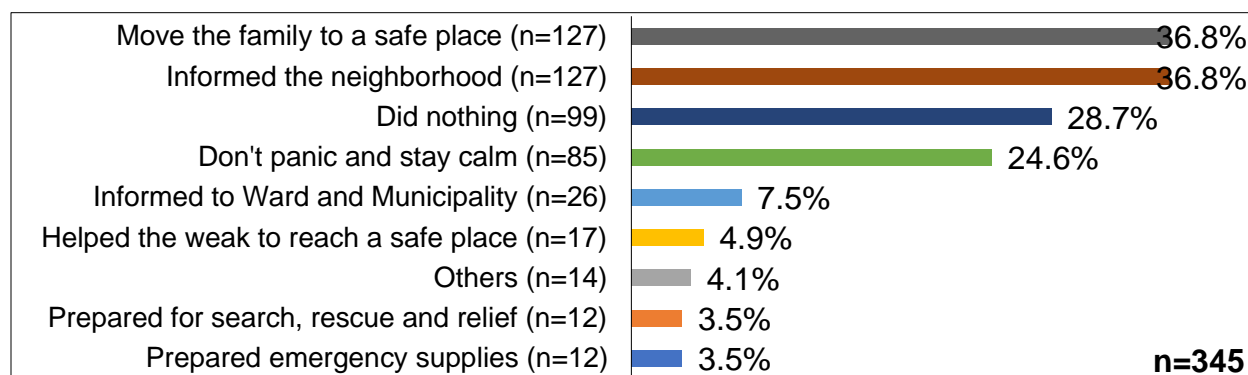 Move the family to a safe place (n=127) 36.8%
Informed the neighborhood (n=127) 36.8%
Did nothing (n=99) 28.7%
Don't panic and stay calm (n=85) 24.6%
Informed to Ward and Municipality (n=26) 7.5%
Helped the weak to reach a safe place (n=17) 4.9%
Others (n=14) 4.1%
Prepared for search, rescue and relief (n=12) 3.5%
Prepared emergency supplies (n=12) 3.5%
n=345